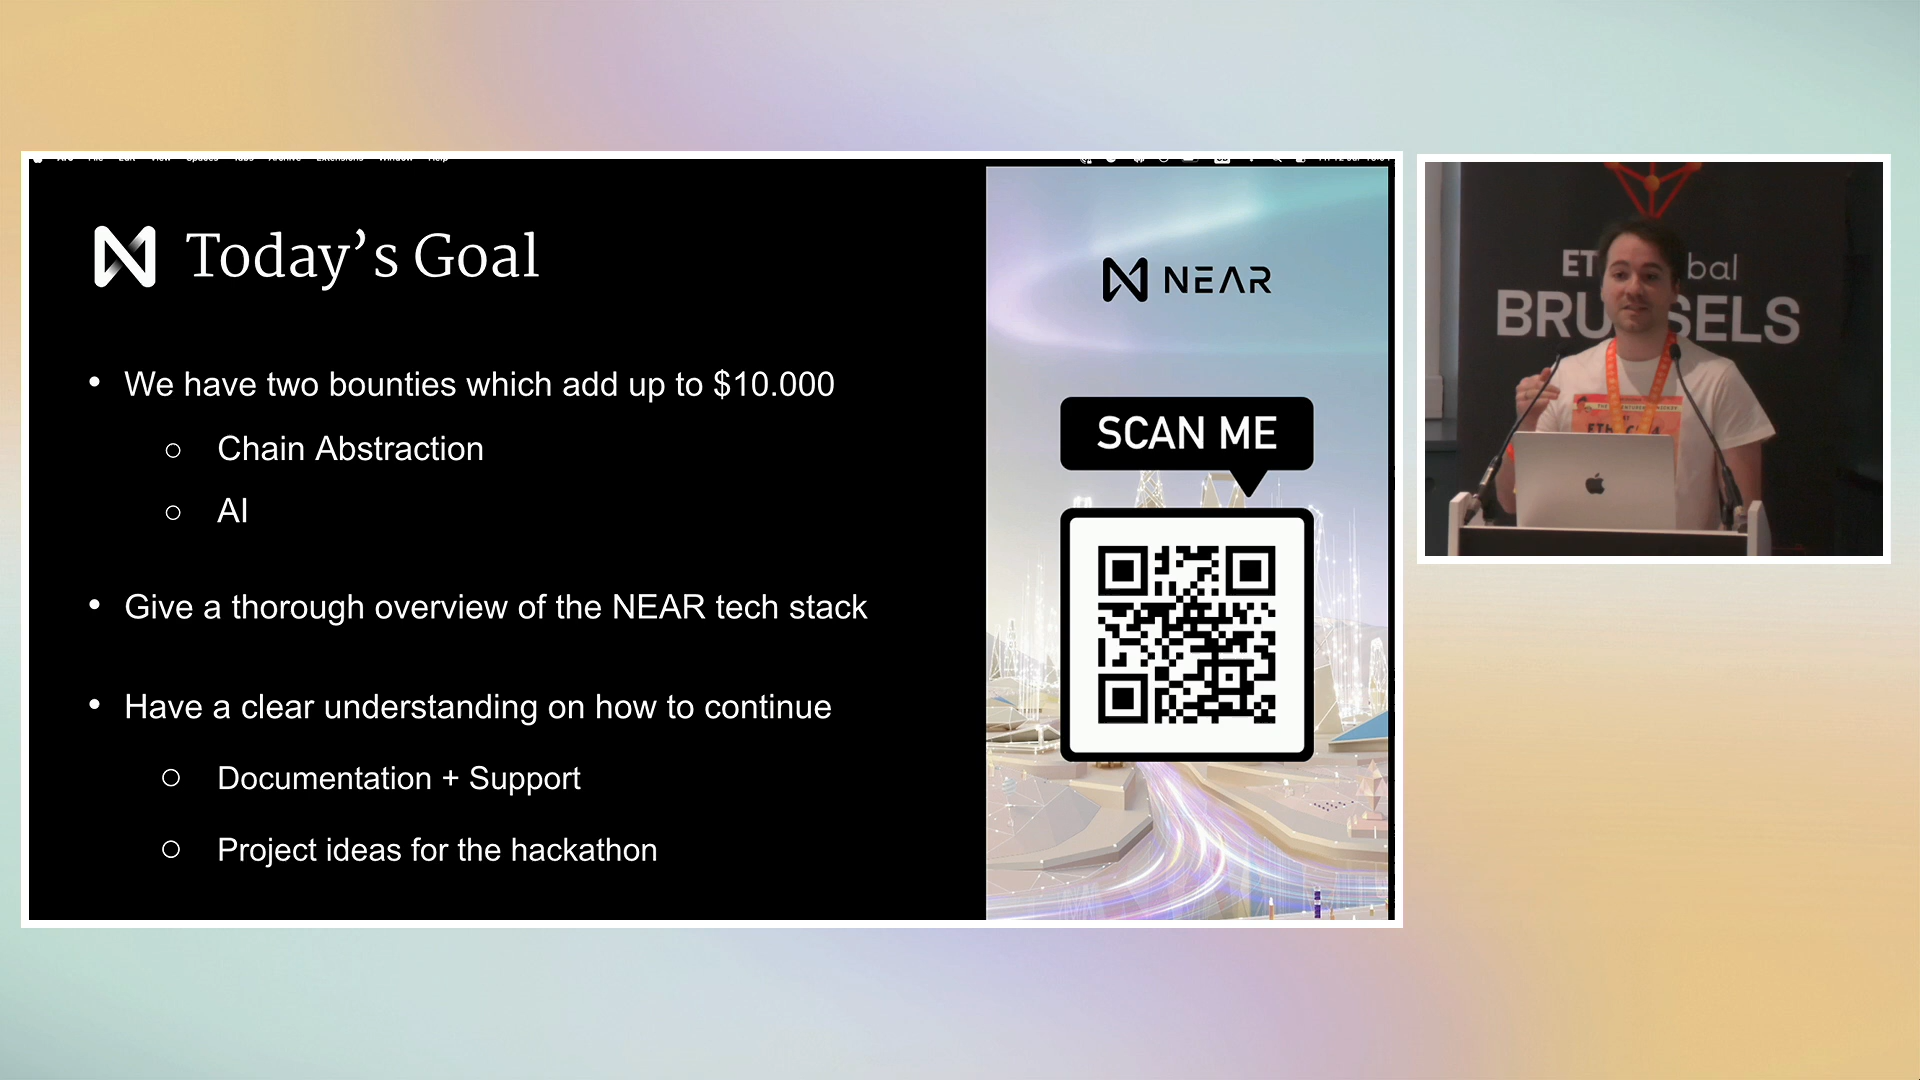 Today’s Goal
• We have two bounties which add up to $10.000
○ Chain Abstraction
○ AI
• Give a thorough overview of the NEAR tech stack
• Have a clear understanding on how to continue
○ Documentation + Support
○ Project ideas for the hackathon
NEAR
SCAN ME
ET bal
BRU SELS